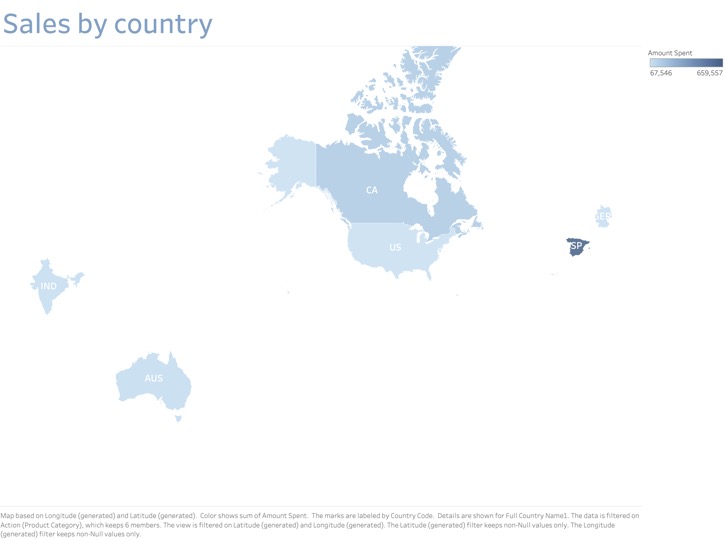 Sales by country
Amount Spent
67,546 659,557
CA
GER
US
SP
IND
AUS
Map based on Longitude (generated) and Latitude (generated).  Color shows sum of Amount Spent.  The marks are labeled by Country Code.  Details are shown for Full Country Name1. The data is filtered on
Action (Product Category), which keeps 6 members. The view is filtered on Latitude (generated) and Longitude (generated). The Latitude (generated) filter keeps non-Null values only. The Longitude
(generated) filter keeps non-Null values only.